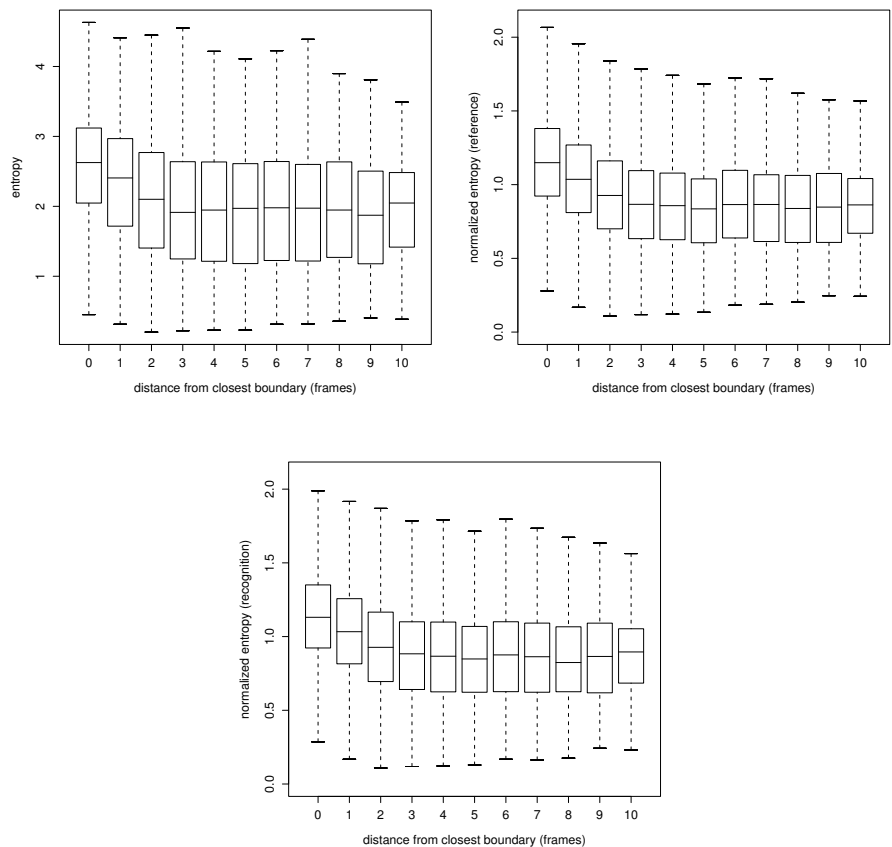 entropy
4
3
2
1
0 1 2 3 4 5 6 7 8 9 10
distance from closest boundary (frames)
normalized entropy (reference)
2.0
1.5
1.0
0.5
0.0
0 1 2 3 4 5 6 7 8 9 10
distance from closest boundary (frames)
normalized entropy (recognition)
2.0
1.5
1.0
0.5
0.0
0 1 2 3 4 5 6 7 8 9 10
distance from closest boundary (frames)